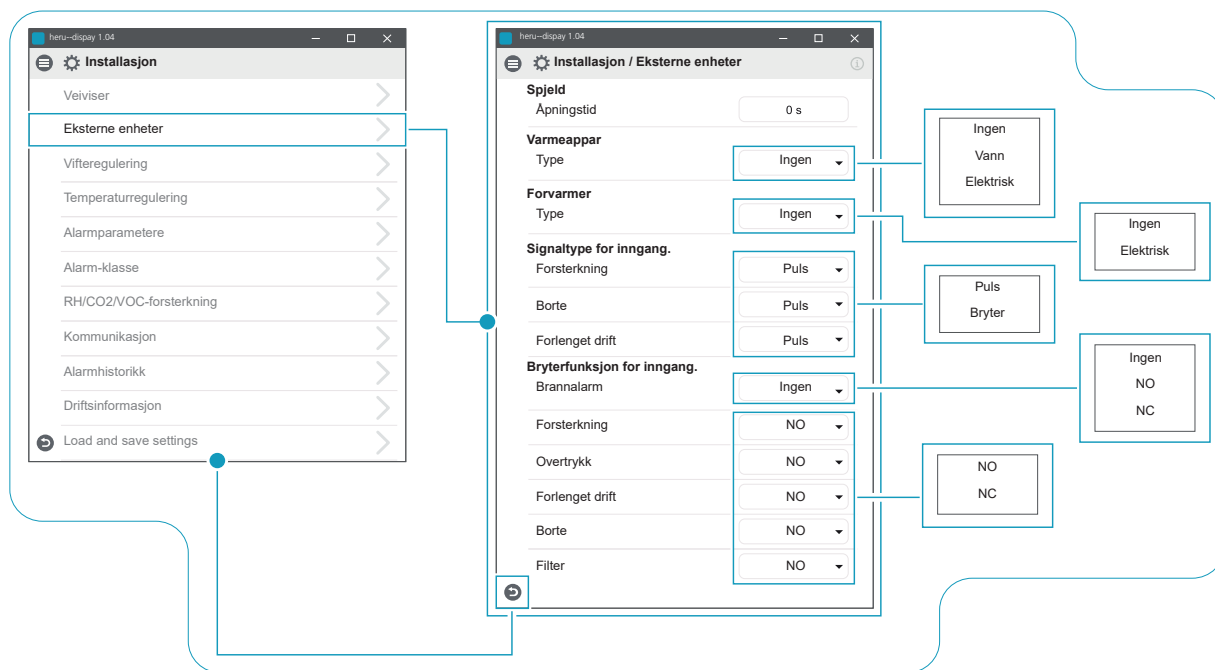 heru--dispay 1.04
Installasjon
Veiviser
Eksterne enheter
Vifteregulering
Temperaturregulering
Alarmparametere
Alarm-klasse
RH/CO2/VOC-forsterkning
Kommunikasjon
Alarmhistorikk
Driftsinformasjon
Load and save settings
heru--dispay 1.04
Installasjon / Eksterne enheter
Spjeld
Åpningstid 0 s
Varmeappar
Type Ingen
Forvarmer
Type Ingen
Signaltype for inngang.
Forsterkning Puls
Borte Puls
Forlenget drift Puls
Bryterfunksjon for inngang.
Brannalarm Ingen
Forsterkning NO
Overtrykk NO
Forlenget drift NO
Borte NO
Filter NO
Ingen
Vann
Elektrisk
Ingen
Elektrisk
Puls
Bryter
Ingen
NO
NC
NO
NC